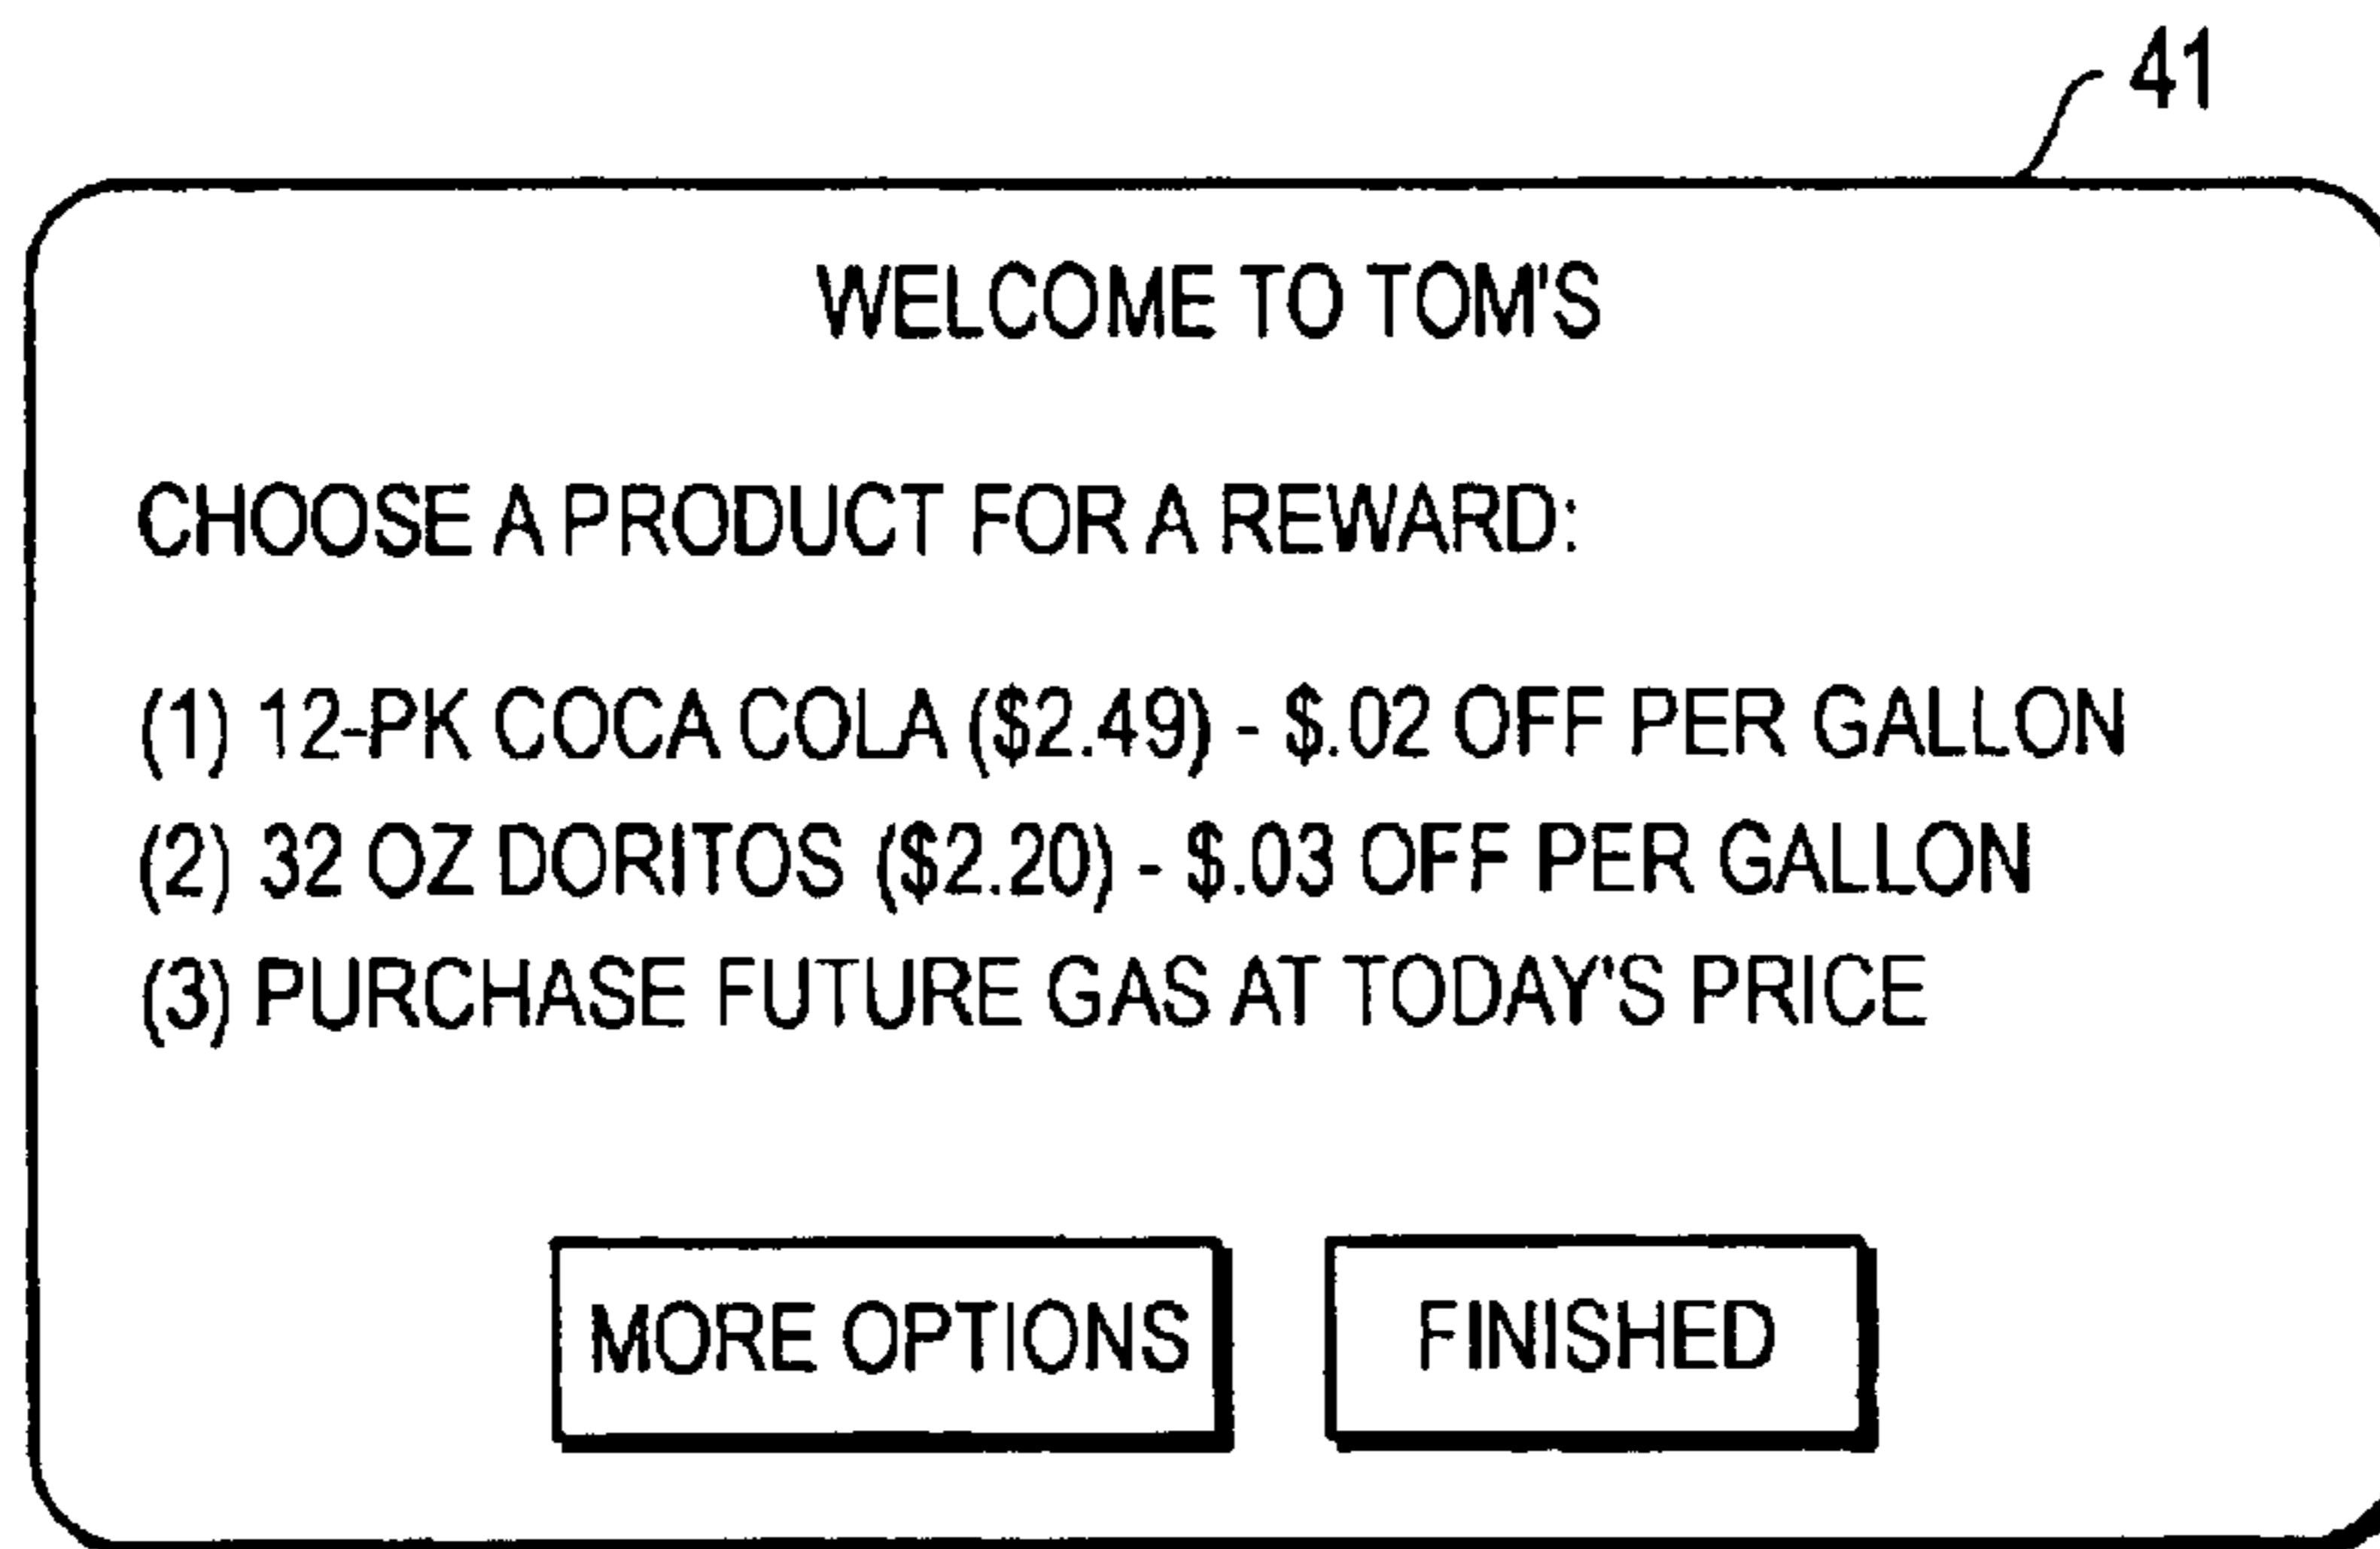 41
WELCOME TO TOM'S
CHOOSE A PRODUCT FOR A REWARD:
(1) 12-PK COCA COLA ($2.49) - $.02 OFF PER GALLON
(2) 32 OZ DORITOS ($2.20) - $.03 OFF PER GALLON
(3) PURCHASE FUTURE GAS AT TODAY'S PRICE
MORE OPTIONS
FINISHED